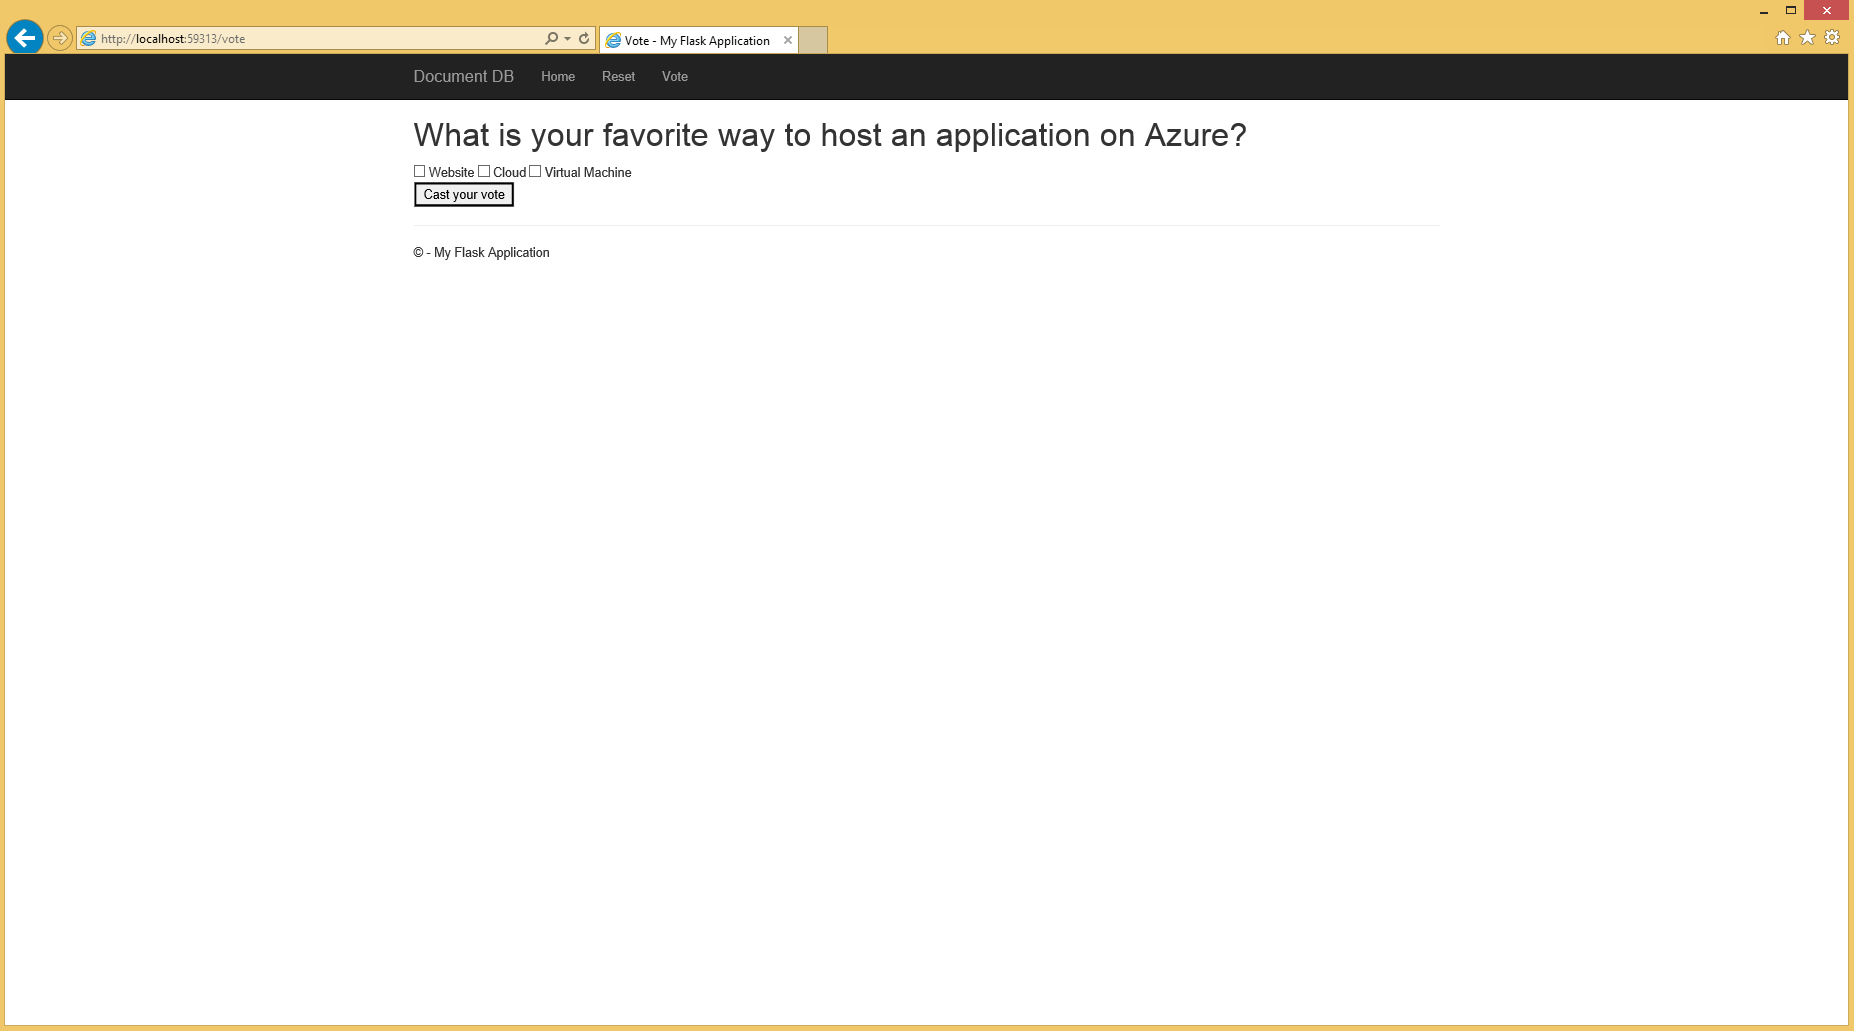 http://localhost:59313/vote
Vote - My Flask Application
Document DB Home Reset Vote
What is your favorite way to host an application on Azure?
Website Cloud Virtual Machine
Cast your vote
© - My Flask Application